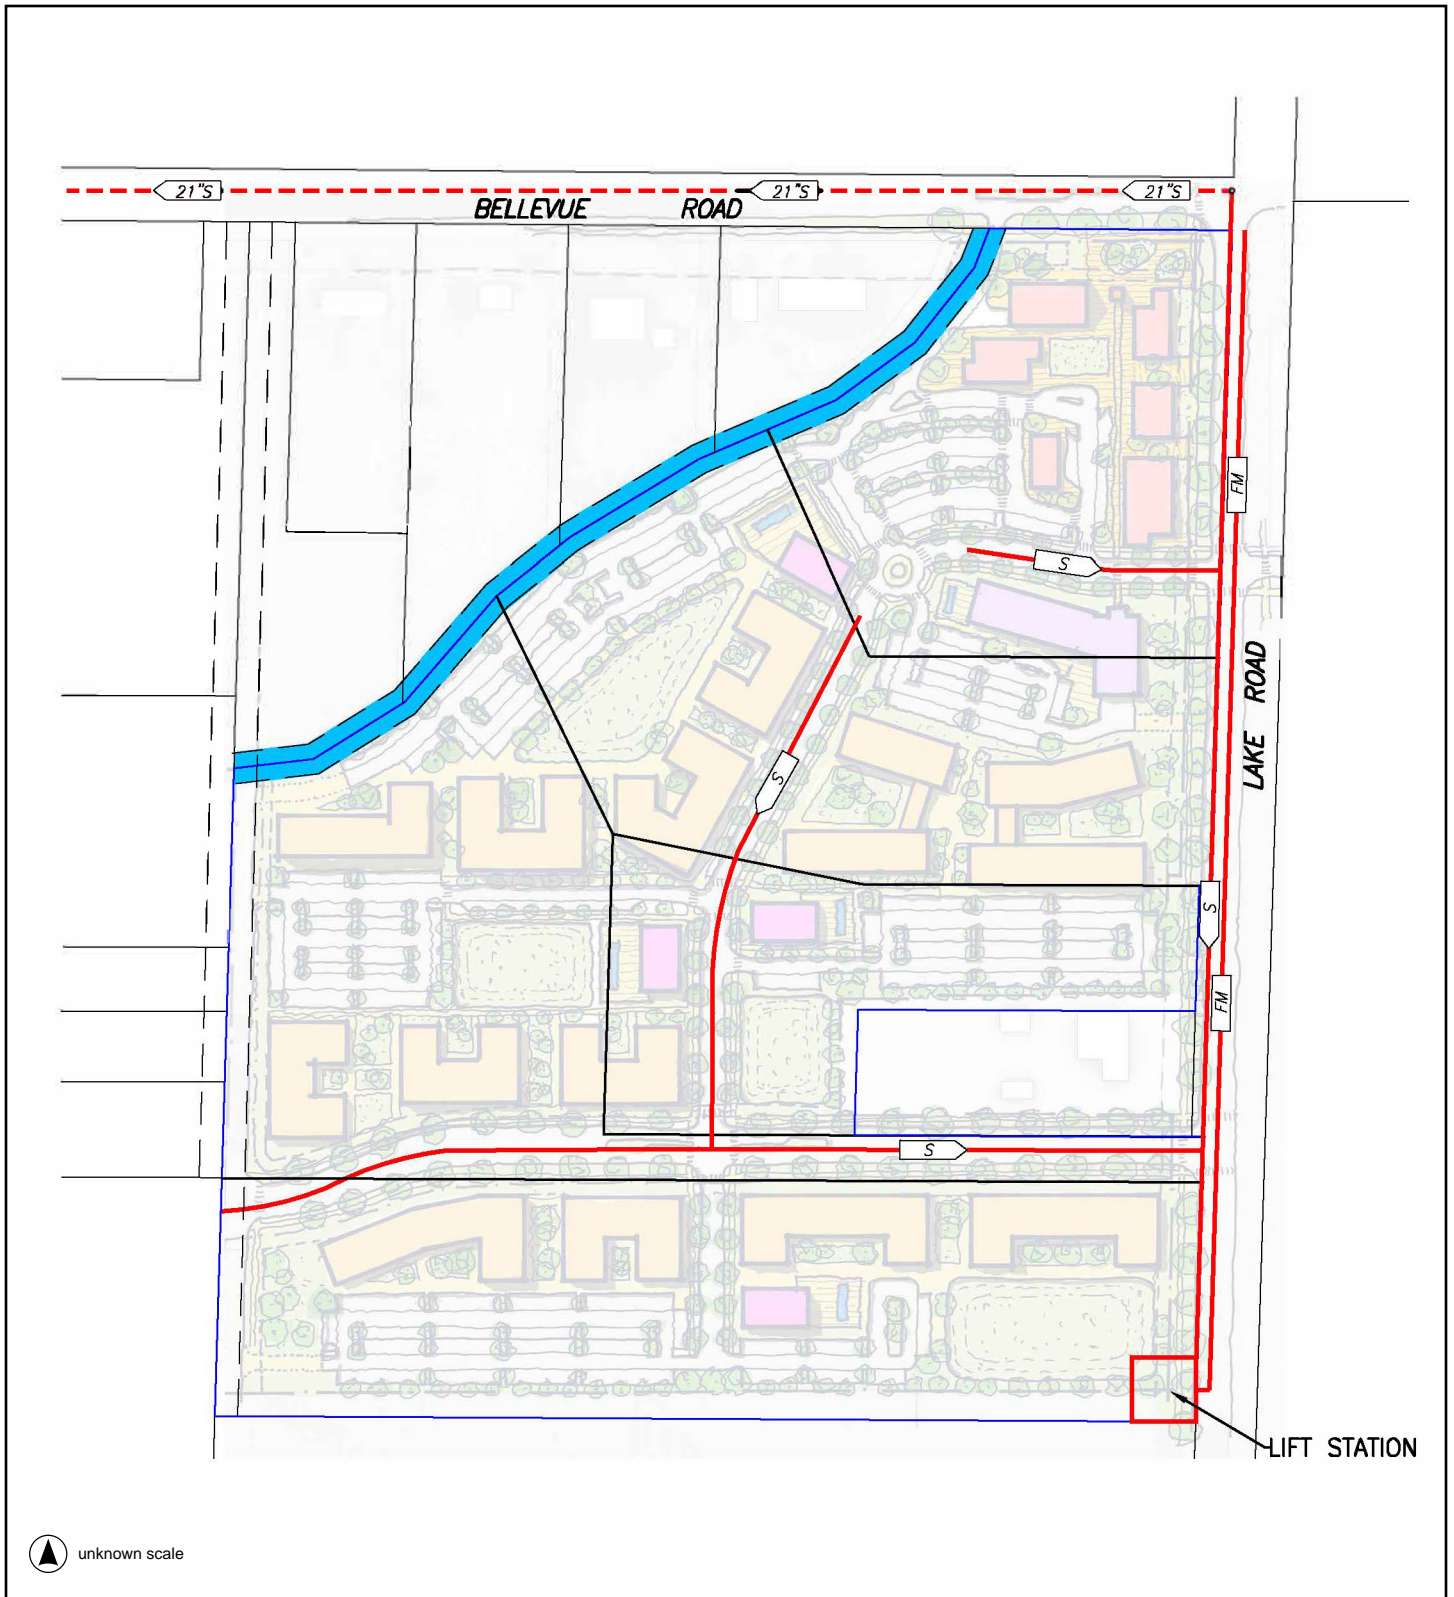 21"S
21"S
21"S
BELLEVUE ROAD
FM
S
LAKE ROAD
S
S
FM
S
LIFT STATION
unknown scale